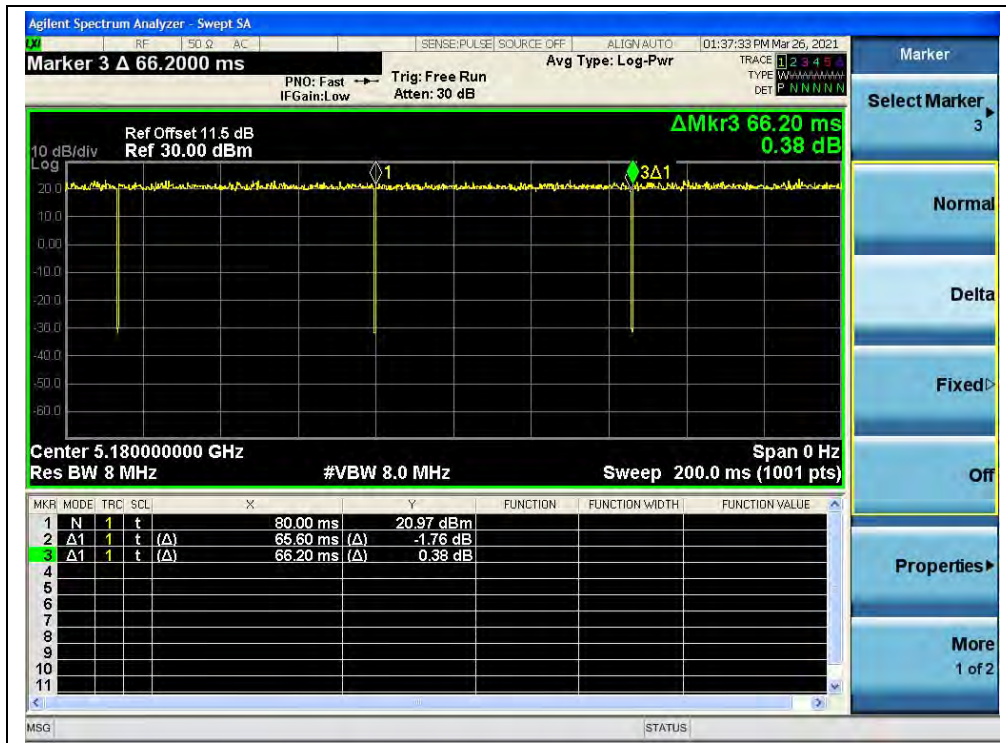 Agilent Spectrum Analyzer - Swept SA
LXI RF 50 Ω AC SENSE:PULSE SOURCE OFF ALIGN AUTO 01:37:33 PM Mar 26, 2021
Marker 3 Δ 66.2000 ms
PNO: Fast
IFGain:Low
Trig: Free Run
Atten: 30 dB
Avg Type: Log-Pwr
TRACE 1 2 3 4 5 6
TYPE
DET P N N N N N
ΔMkr3 66.20 ms
0.38 dB
Ref Offset 11.5 dB
10 dB/div Ref 30.00 dBm
Log
20.0
10.0
0.00
-10.0
-20.0
-30.0
-40.0
-50.0
-60.0
1
3Δ1
Center 5.180000000 GHz Span 0 Hz
Res BW 8 MHz #VBW 8.0 MHz Sweep 200.0 ms (1001 pts)
MKR MODE TRC SCL X Y FUNCTION FUNCTION WIDTH FUNCTION VALUE
1 N 1 t 80.00 ms 20.97 dBm
2 Δ1 1 t (Δ) 65.60 ms (Δ) -1.76 dB
3 Δ1 1 t (Δ) 66.20 ms (Δ) 0.38 dB
4
5
6
7
8
9
10
11
MSG STATUS
Marker
Select Marker
3
Normal
Delta
Fixed
Off
Properties
More
1 of 2